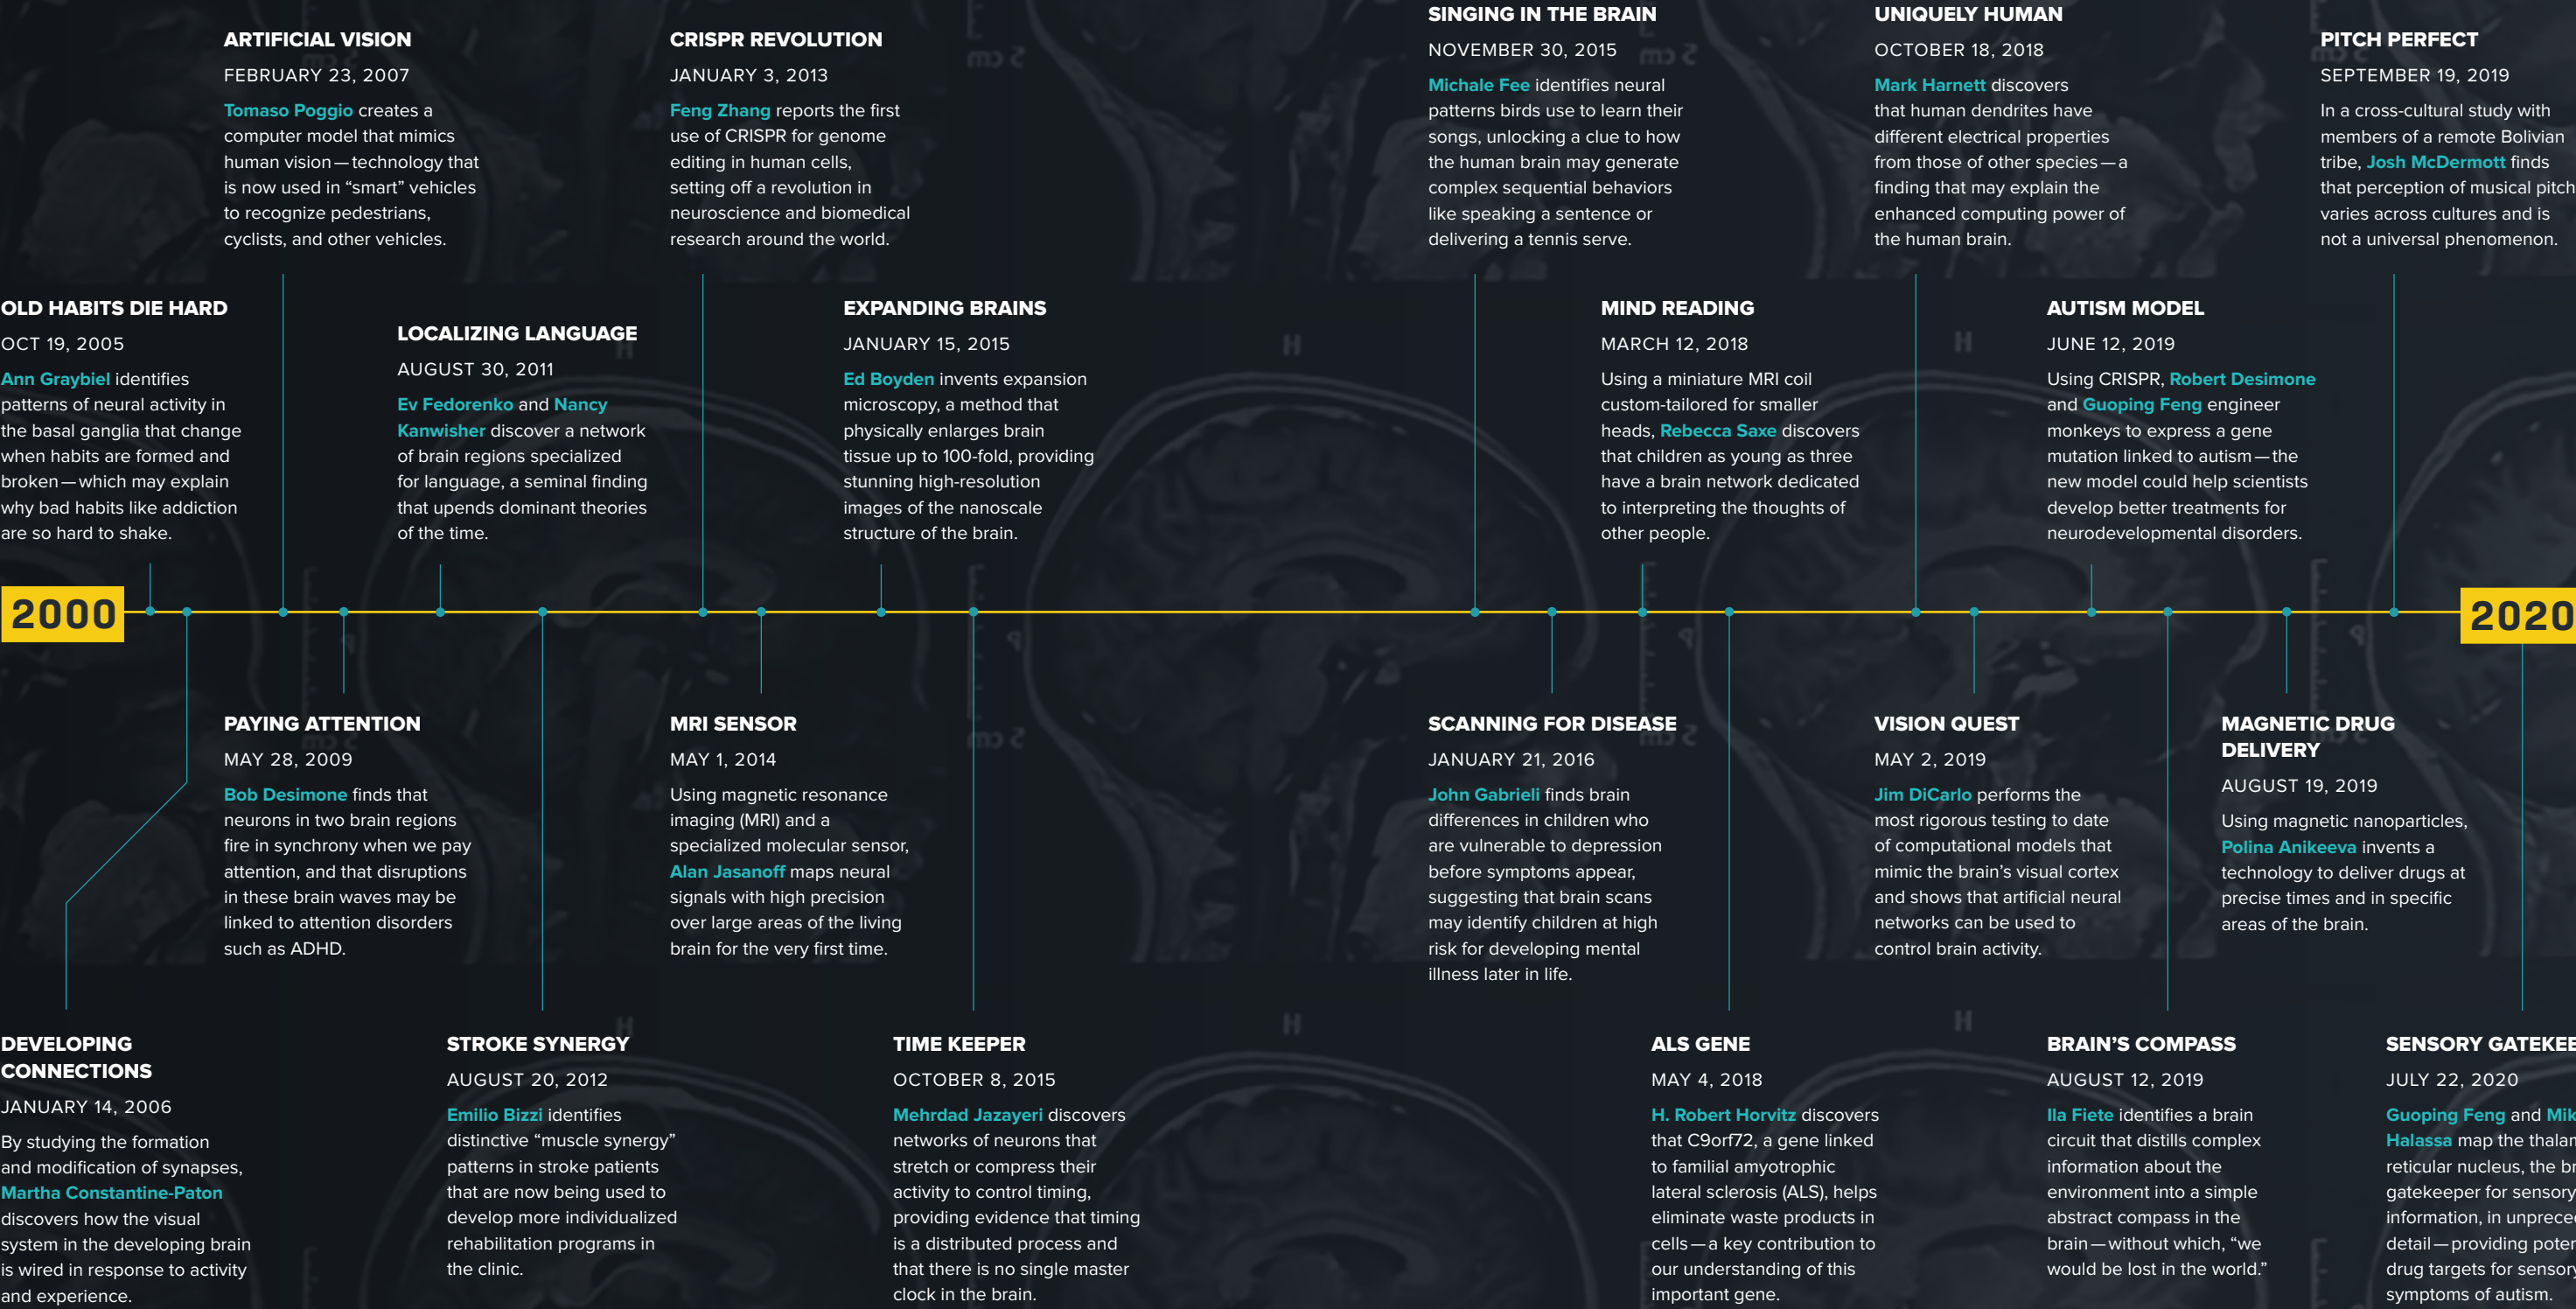 ARTIFICIAL VISION
FEBRUARY 23, 2007
Tomaso Poggio creates a
computer model that mimics
human vision—technology that
is now used in “smart” vehicles
to recognize pedestrians,
cyclists, and other vehicles.
CRISPR REVOLUTION
JANUARY 3, 2013
Feng Zhang reports the first
use of CRISPR for genome
editing in human cells,
setting off a revolution in
neuroscience and biomedical
research around the world.
SINGING IN THE BRAIN
NOVEMBER 30, 2015
Michale Fee identifies neural
patterns birds use to learn their
songs, unlocking a clue to how
the human brain may generate
complex sequential behaviors
like speaking a sentence or
delivering a tennis serve.
UNIQUELY HUMAN
OCTOBER 18, 2018
Mark Harnett discovers
that human dendrites have
different electrical properties
from those of other species—a
finding that may explain the
enhanced computing power of
the human brain.
PITCH PERFECT
SEPTEMBER 19, 2019
In a cross-cultural study with
members of a remote Bolivian
tribe, Josh McDermott finds
that perception of musical pitch
varies across cultures and is
not a universal phenomenon.
OLD HABITS DIE HARD
OCT 19, 2005
Ann Graybiel identifies
patterns of neural activity in
the basal ganglia that change
when habits are formed and
broken—which may explain
why bad habits like addiction
are so hard to shake.
LOCALIZING LANGUAGE
AUGUST 30, 2011
Ev Fedorenko and Nancy
Kanwisher discover a network
of brain regions specialized
for language, a seminal finding
that upends dominant theories
of the time.
EXPANDING BRAINS
JANUARY 15, 2015
Ed Boyden invents expansion
microscopy, a method that
physically enlarges brain
tissue up to 100-fold, providing
stunning high-resolution
images of the nanoscale
structure of the brain.
MIND READING
MARCH 12, 2018
Using a miniature MRI coil
custom-tailored for smaller
heads, Rebecca Saxe discovers
that children as young as three
have a brain network dedicated
to interpreting the thoughts of
other people.
AUTISM MODEL
JUNE 12, 2019
Using CRISPR, Robert Desimone
and Guoping Feng engineer
monkeys to express a gene
mutation linked to autism—the
new model could help scientists
develop better treatments for
neurodevelopmental disorders.
2000
2020
PAYING ATTENTION
MAY 28, 2009
Bob Desimone finds that
neurons in two brain regions
fire in synchrony when we pay
attention, and that disruptions
in these brain waves may be
linked to attention disorders
such as ADHD.
MRI SENSOR
MAY 1, 2014
Using magnetic resonance
imaging (MRI) and a
specialized molecular sensor,
Alan Jasanoff maps neural
signals with high precision
over large areas of the living
brain for the very first time.
SCANNING FOR DISEASE
JANUARY 21, 2016
John Gabrieli finds brain
differences in children who
are vulnerable to depression
before symptoms appear,
suggesting that brain scans
may identify children at high
risk for developing mental
illness later in life.
VISION QUEST
MAY 2, 2019
Jim DiCarlo performs the
most rigorous testing to date
of computational models that
mimic the brain’s visual cortex
and shows that artificial neural
networks can be used to
control brain activity.
MAGNETIC DRUG
DELIVERY
AUGUST 19, 2019
Using magnetic nanoparticles,
Polina Anikeeva invents a
technology to deliver drugs at
precise times and in specific
areas of the brain.
DEVELOPING
CONNECTIONS
JANUARY 14, 2006
By studying the formation
and modification of synapses,
Martha Constantine-Paton
discovers how the visual
system in the developing brain
is wired in response to activity
and experience.
STROKE SYNERGY
AUGUST 20, 2012
Emilio Bizzi identifies
distinctive “muscle synergy”
patterns in stroke patients
that are now being used to
develop more individualized
rehabilitation programs in
the clinic.
TIME KEEPER
OCTOBER 8, 2015
Mehrdad Jazayeri discovers
networks of neurons that
stretch or compress their
activity to control timing,
providing evidence that timing
is a distributed process and
that there is no single master
clock in the brain.
ALS GENE
MAY 4, 2018
H. Robert Horvitz discovers
that C9orf72, a gene linked
to familial amyotrophic
lateral sclerosis (ALS), helps
eliminate waste products in
cells—a key contribution to
our understanding of this
important gene.
BRAIN’S COMPASS
AUGUST 12, 2019
Ila Fiete identifies a brain
circuit that distills complex
information about the
environment into a simple
abstract compass in the
brain—without which, “we
would be lost in the world.”
SENSORY
JULY 22, 2020
Guoping Feng and
Halassa map the
reticular nucleus, the
gatekeeper for sensory
information, in
detail—providing
drug targets for sensory
symptoms of autism.